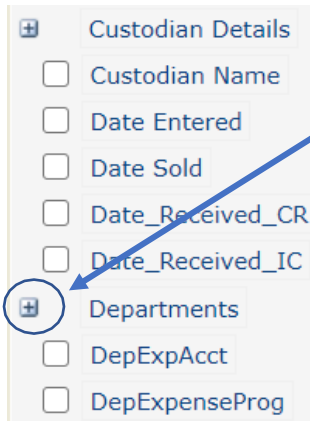 Custodian Details
Custodian Name
Date Entered
Date Sold
Date_Received_CR
Date_Received_IC
Departments
DepExpAcct
DepExpenseProg